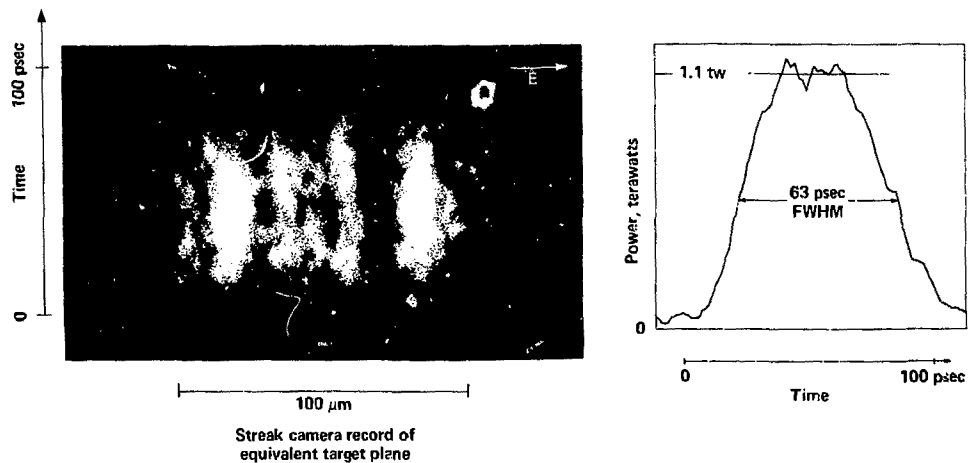 100 psec
Time
0
E
100 μm
Streak camera record of
equivalent target plane
1.1 tw
63 psec
FWHM
Power, terawatts
0
0
100 psec
Time